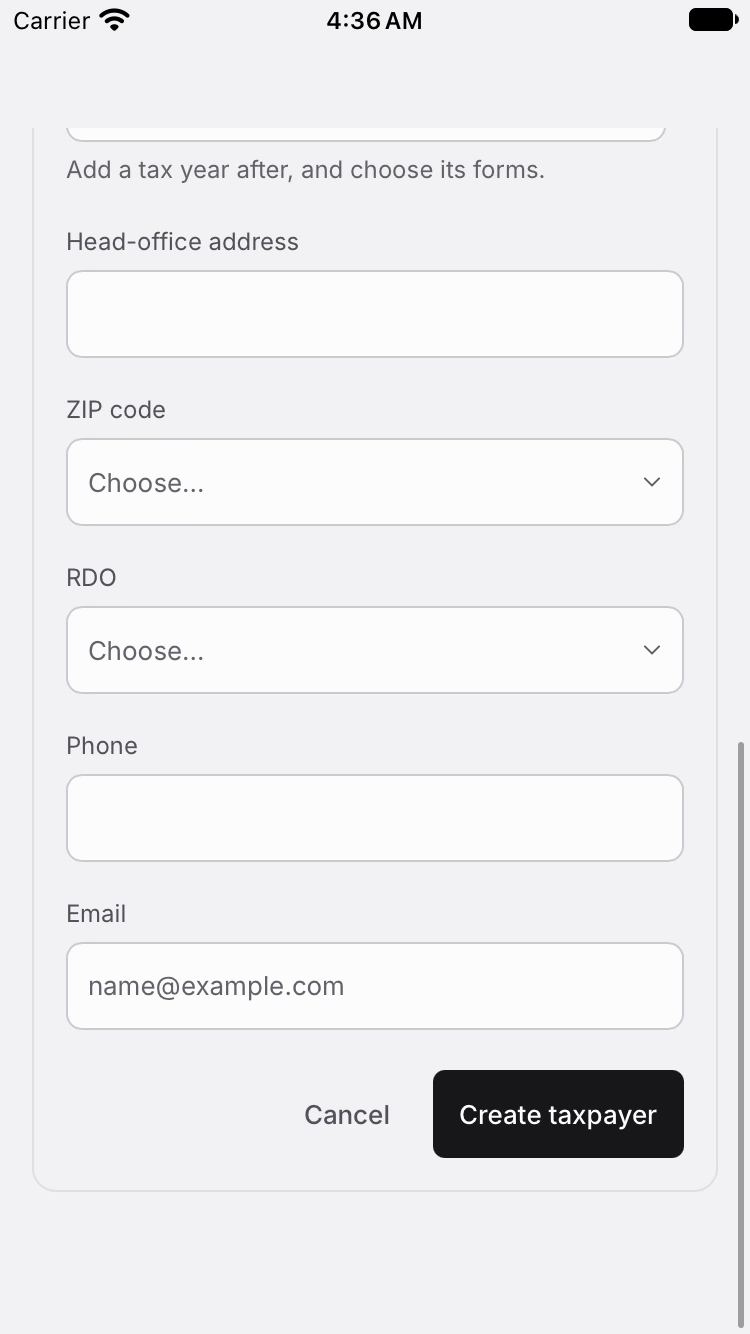 Carrier 4:36 AM
Add a tax year after, and choose its forms.
Head-office address
ZIP code
Choose...
RDO
Choose...
Phone
Email
name@example.com
Cancel Create taxpayer